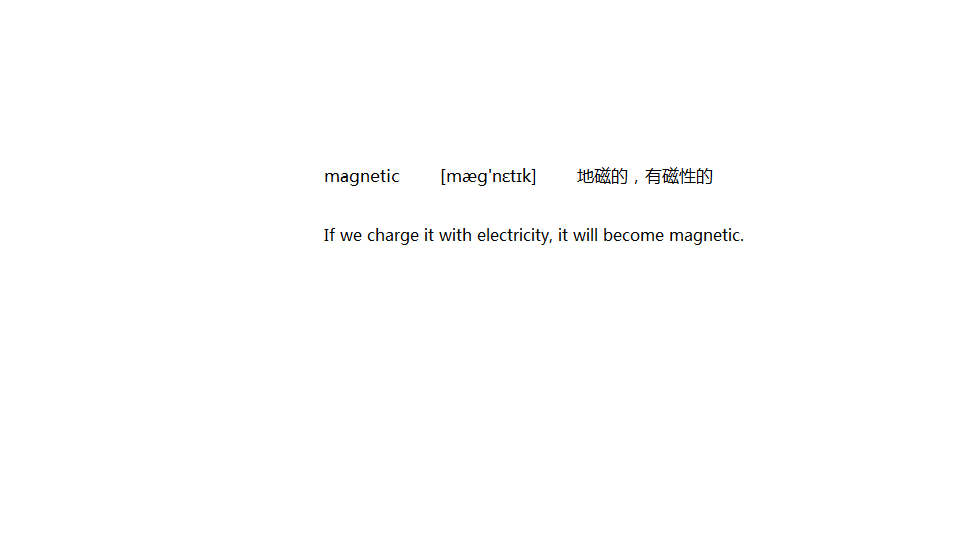 magnetic [mæg'nɛtɪk] 地磁的，有磁性的
If we charge it with electricity, it will become magnetic.